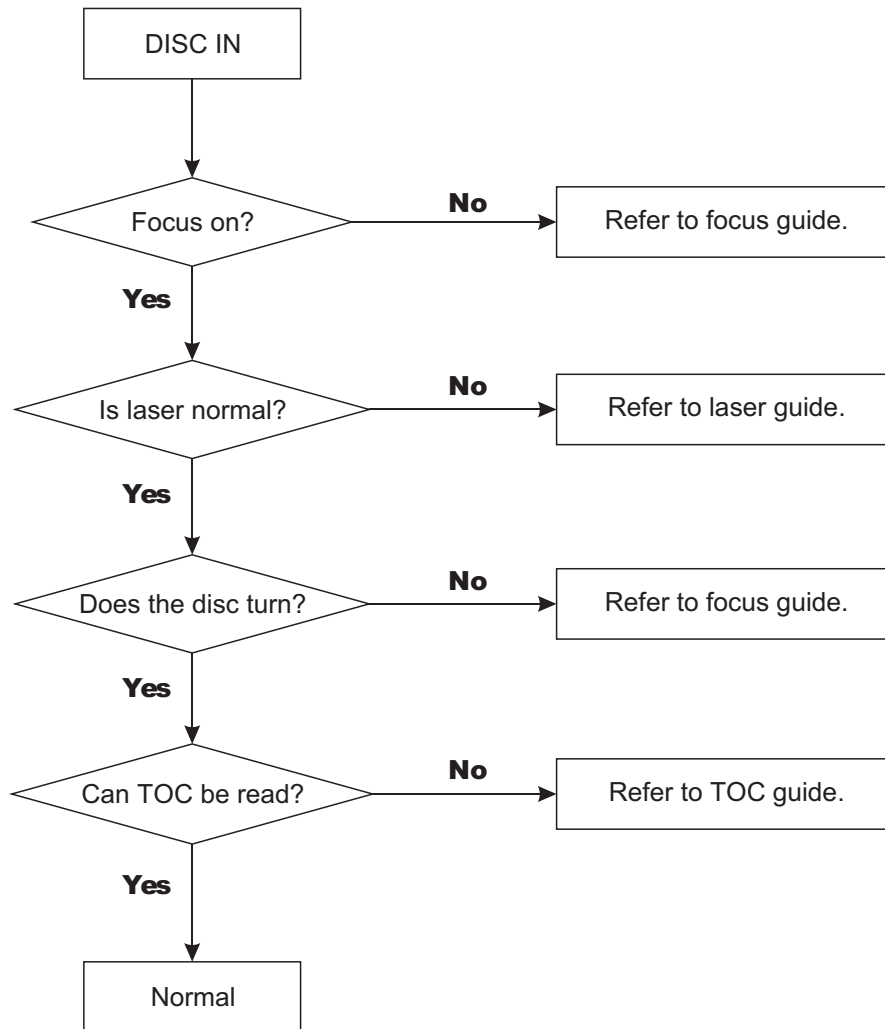 DISC IN
Focus on?
No
Refer to focus guide.
Yes
Is laser normal?
No
Refer to laser guide.
Yes
Does the disc turn?
No
Refer to focus guide.
Yes
Can TOC be read?
No
Refer to TOC guide.
Yes
Normal